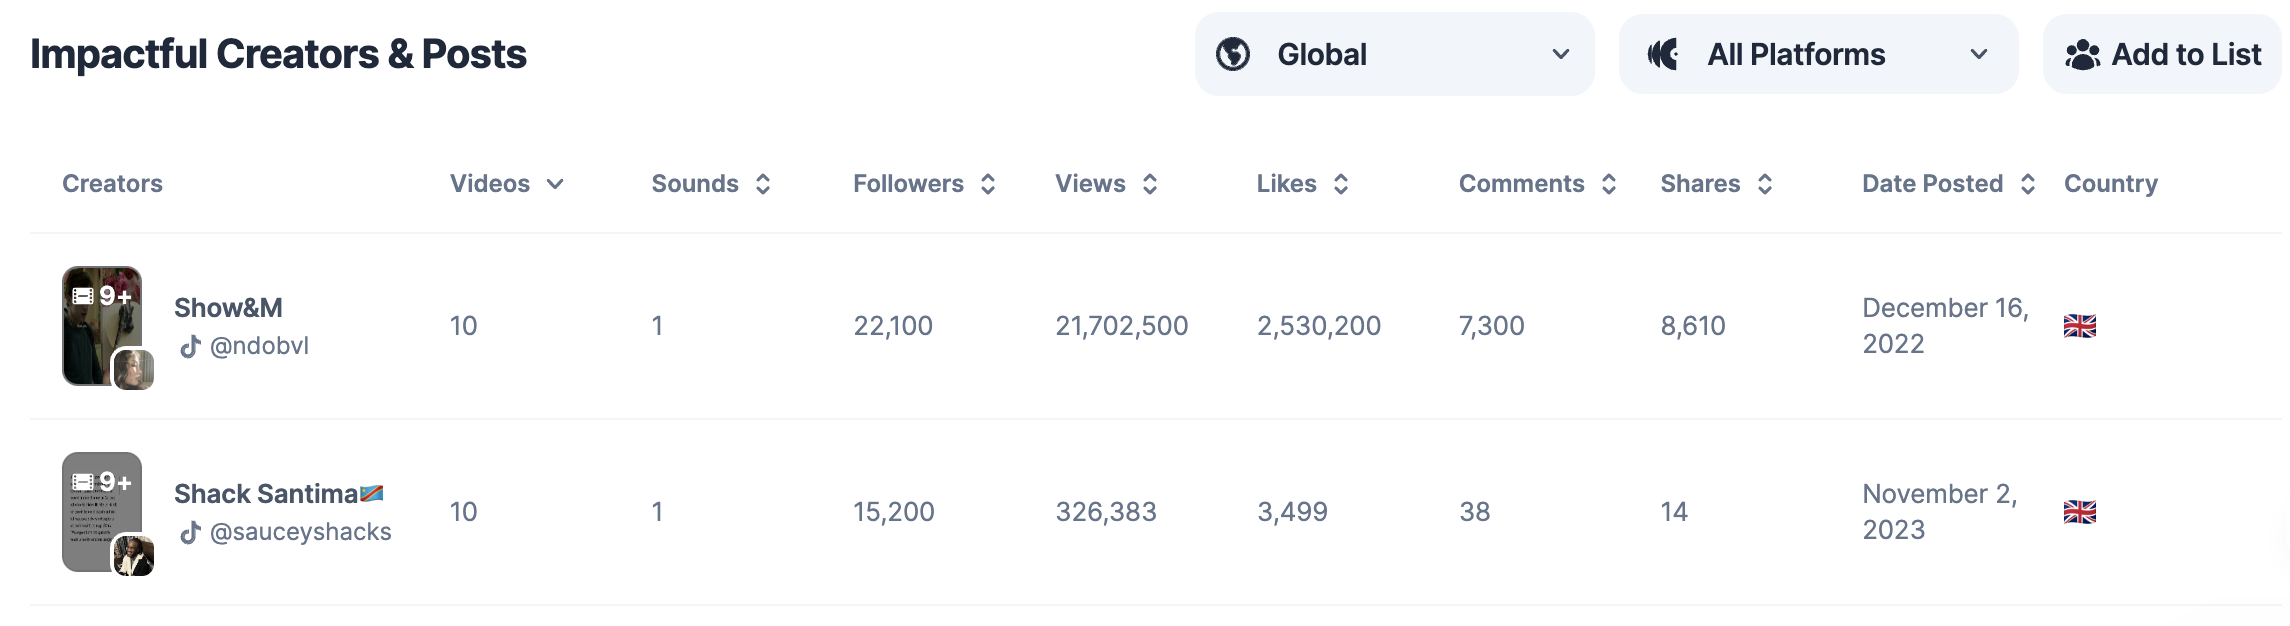 Impactful Creators & Posts
Global
All Platforms
Add to List
Creators Videos Sounds Followers Views Likes Comments Shares Date Posted Country
9+
Show&M
@ndobvl
10 1 22,100 21,702,500 2,530,200 7,300 8,610 December 16,
2022
9+
Shack Santima🇨🇩
@sauceyshacks
10 1 15,200 326,383 3,499 38 14 November 2,
2023